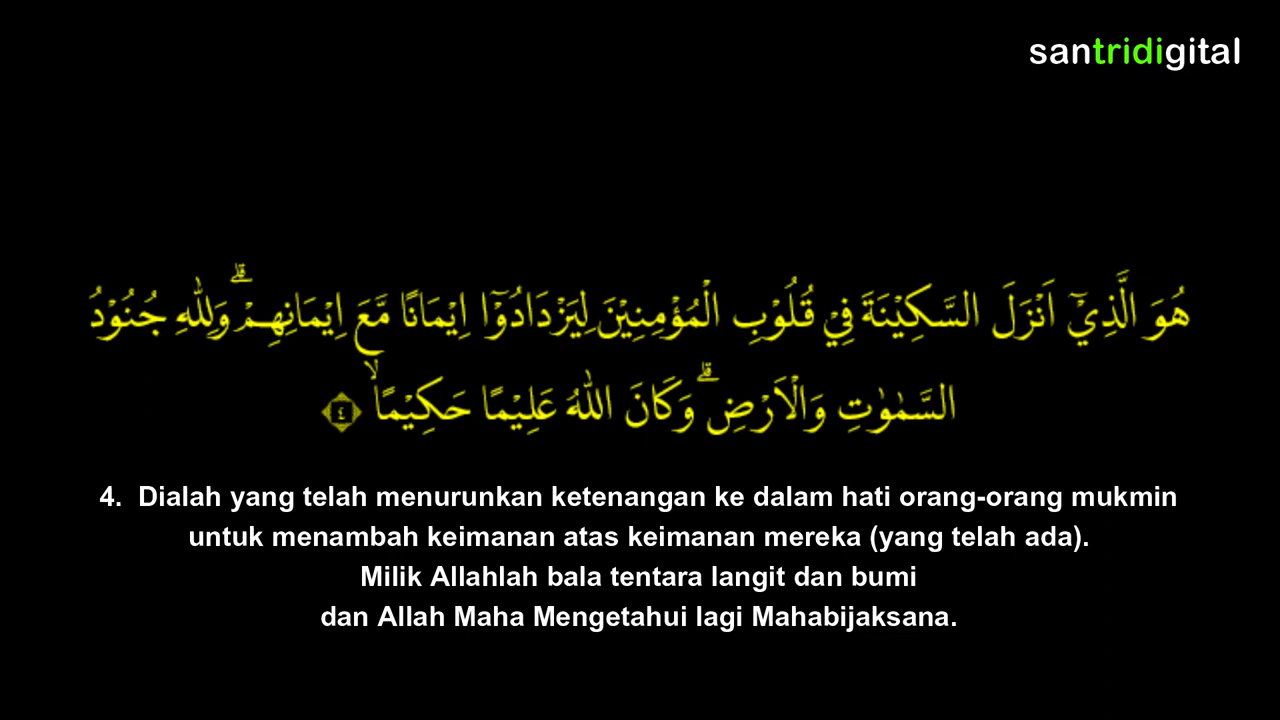 santridigital
هُوَ الَّذِيْٓ اَنْزَلَ السَّكِيْنَةَ فِيْ قُلُوْبِ الْمُؤْمِنِيْنَ لِيَزْدَادُوْٓا اِيْمَانًا مَّعَ اِيْمَانِهِمْ ۗ وَلِلّٰهِ جُنُوْدُ
السَّمٰوٰتِ وَالْاَرْضِ ۗ وَكَانَ اللّٰهُ عَلِيْمًا حَكِيْمًا ۙ ٤
4. Dialah yang telah menurunkan ketenangan ke dalam hati orang-orang mukmin
untuk menambah keimanan atas keimanan mereka (yang telah ada).
Milik Allahlah bala tentara langit dan bumi
dan Allah Maha Mengetahui lagi Mahabijaksana.